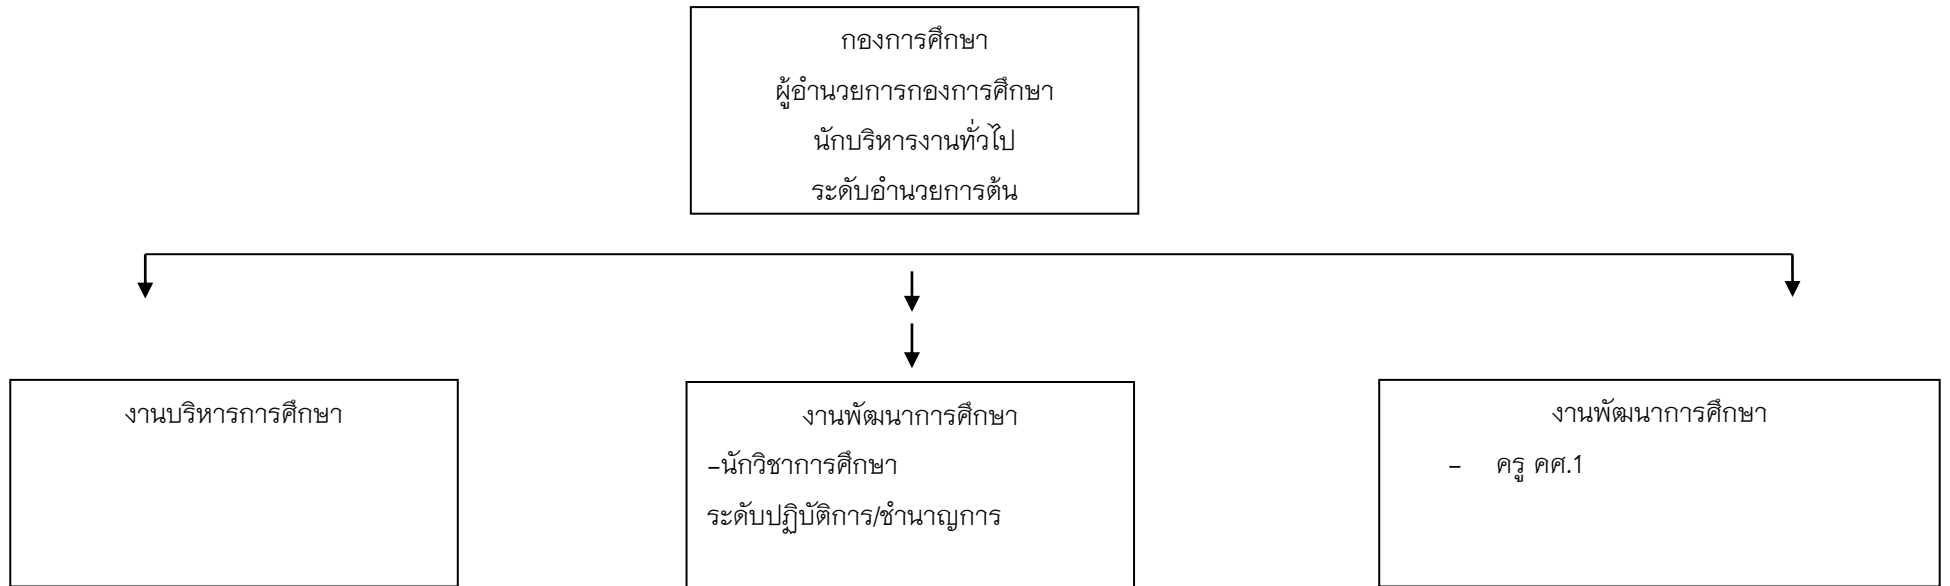 กองการศึกษา
ผู้อำนวยการกองการศึกษา
นักบริหารงานทั่วไป
ระดับอำนวยการต้น
งานบริหารการศึกษา
งานพัฒนาการศึกษา
-นักวิชาการศึกษา
ระดับปฏิบัติการ/ชำนาญการ
งานพัฒนาการศึกษา
- ครู คศ.1